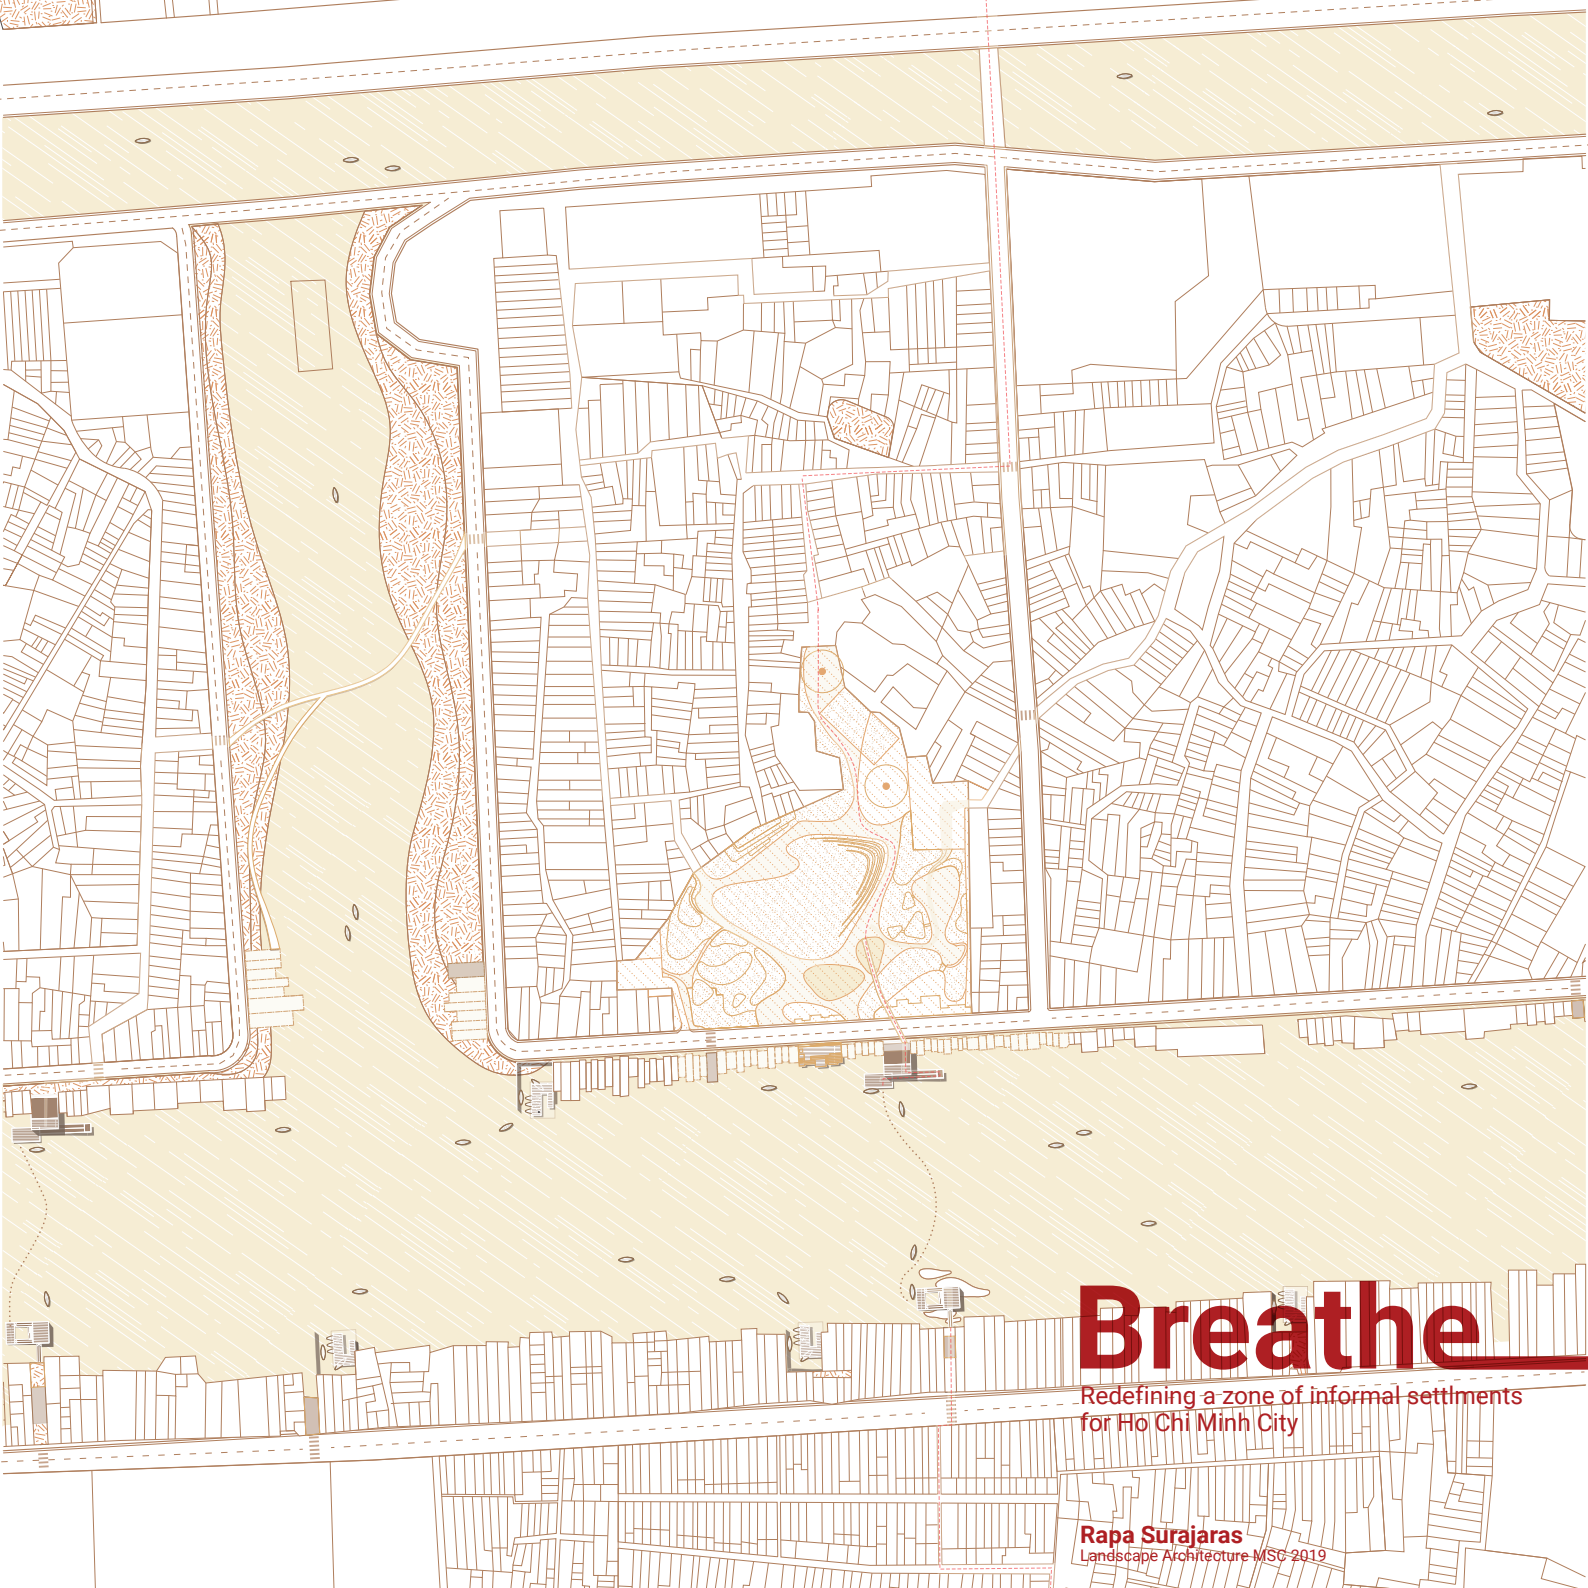 Breathe
Redefining a zone of informal settlments
for Ho Chi Minh City
Rapa Surajaras
Landscape Architecture MSC 2019